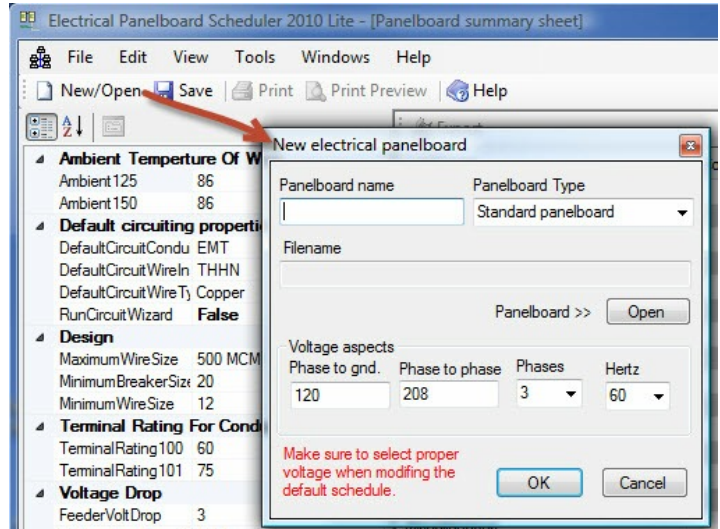 Electrical Panelboard Scheduler 2010 Lite - [Panelboard summary sheet]
File Edit View Tools Windows Help
New/Open Save Print Print Preview Help
Ambient Temperture Of W
Ambient125 86
Ambient150 86
Default circuiting properti
DefaultCircuitCondu EMT
DefaultCircuitWireIn THHN
DefaultCircuitWireTy Copper
RunCircuitWizard False
Design
MaximumWireSize 500 MCM
MinimumBreakerSize 20
MinimumWireSize 12
Terminal Rating For Cond
TerminalRating100 60
TerminalRating101 75
Voltage Drop
FeederVoltDrop 3
New electrical panelboard
Panelboard name Panelboard Type
Standard panelboard
Filename
Panelboard >> Open
Voltage aspects
Phase to gnd. Phase to phase Phases Hertz
120 208 3 60
Make sure to select proper
voltage when modifing the
default schedule.
OK Cancel